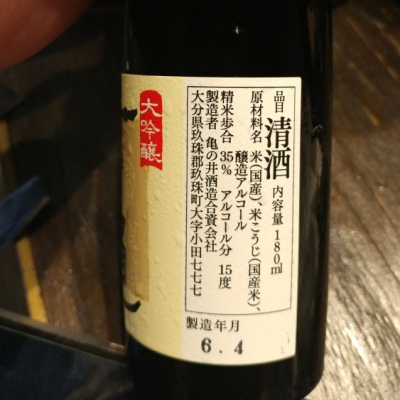 大吟醸
品目 清酒 内容量 180ml
原材料名 米(国産)、米こうじ(国産米)、
醸造アルコール
精米歩合 35% アルコール分 15度
製造者 亀の井酒造合資会社
大分県玖珠郡玖珠町大字小田七七七
製造年月
6.4